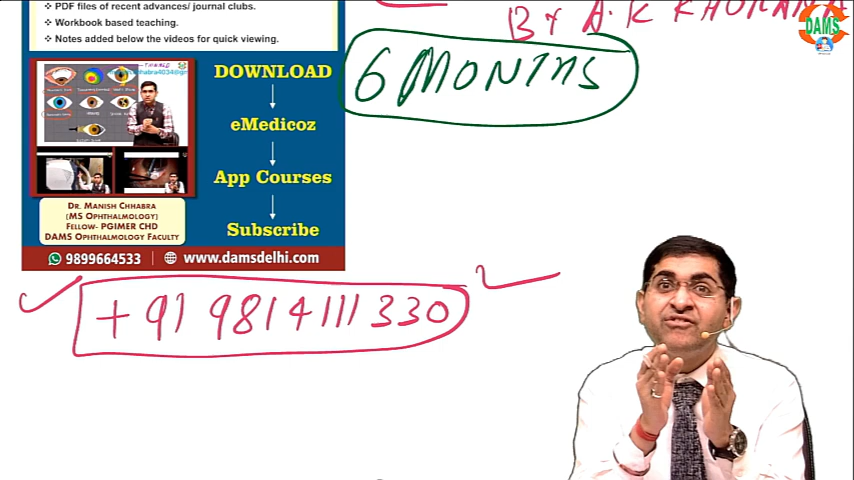 ❖ PDF files of recent advances/ journal clubs.
❖ Workbook based teaching.
❖ Notes added below the videos for quick viewing.
By A.K KHURANA
DAMS
6 MONTHS
DOWNLOAD
eMedicoz
App Courses
Subscribe
DR. MANISH CHHABRA
(MS OPHTHALMOLOGY)
FELLOW- PGIMER CHD
DAMS OPHTHALMOLOGY FACULTY
9899664533 | www.damsdelhi.com
+91 9814111330